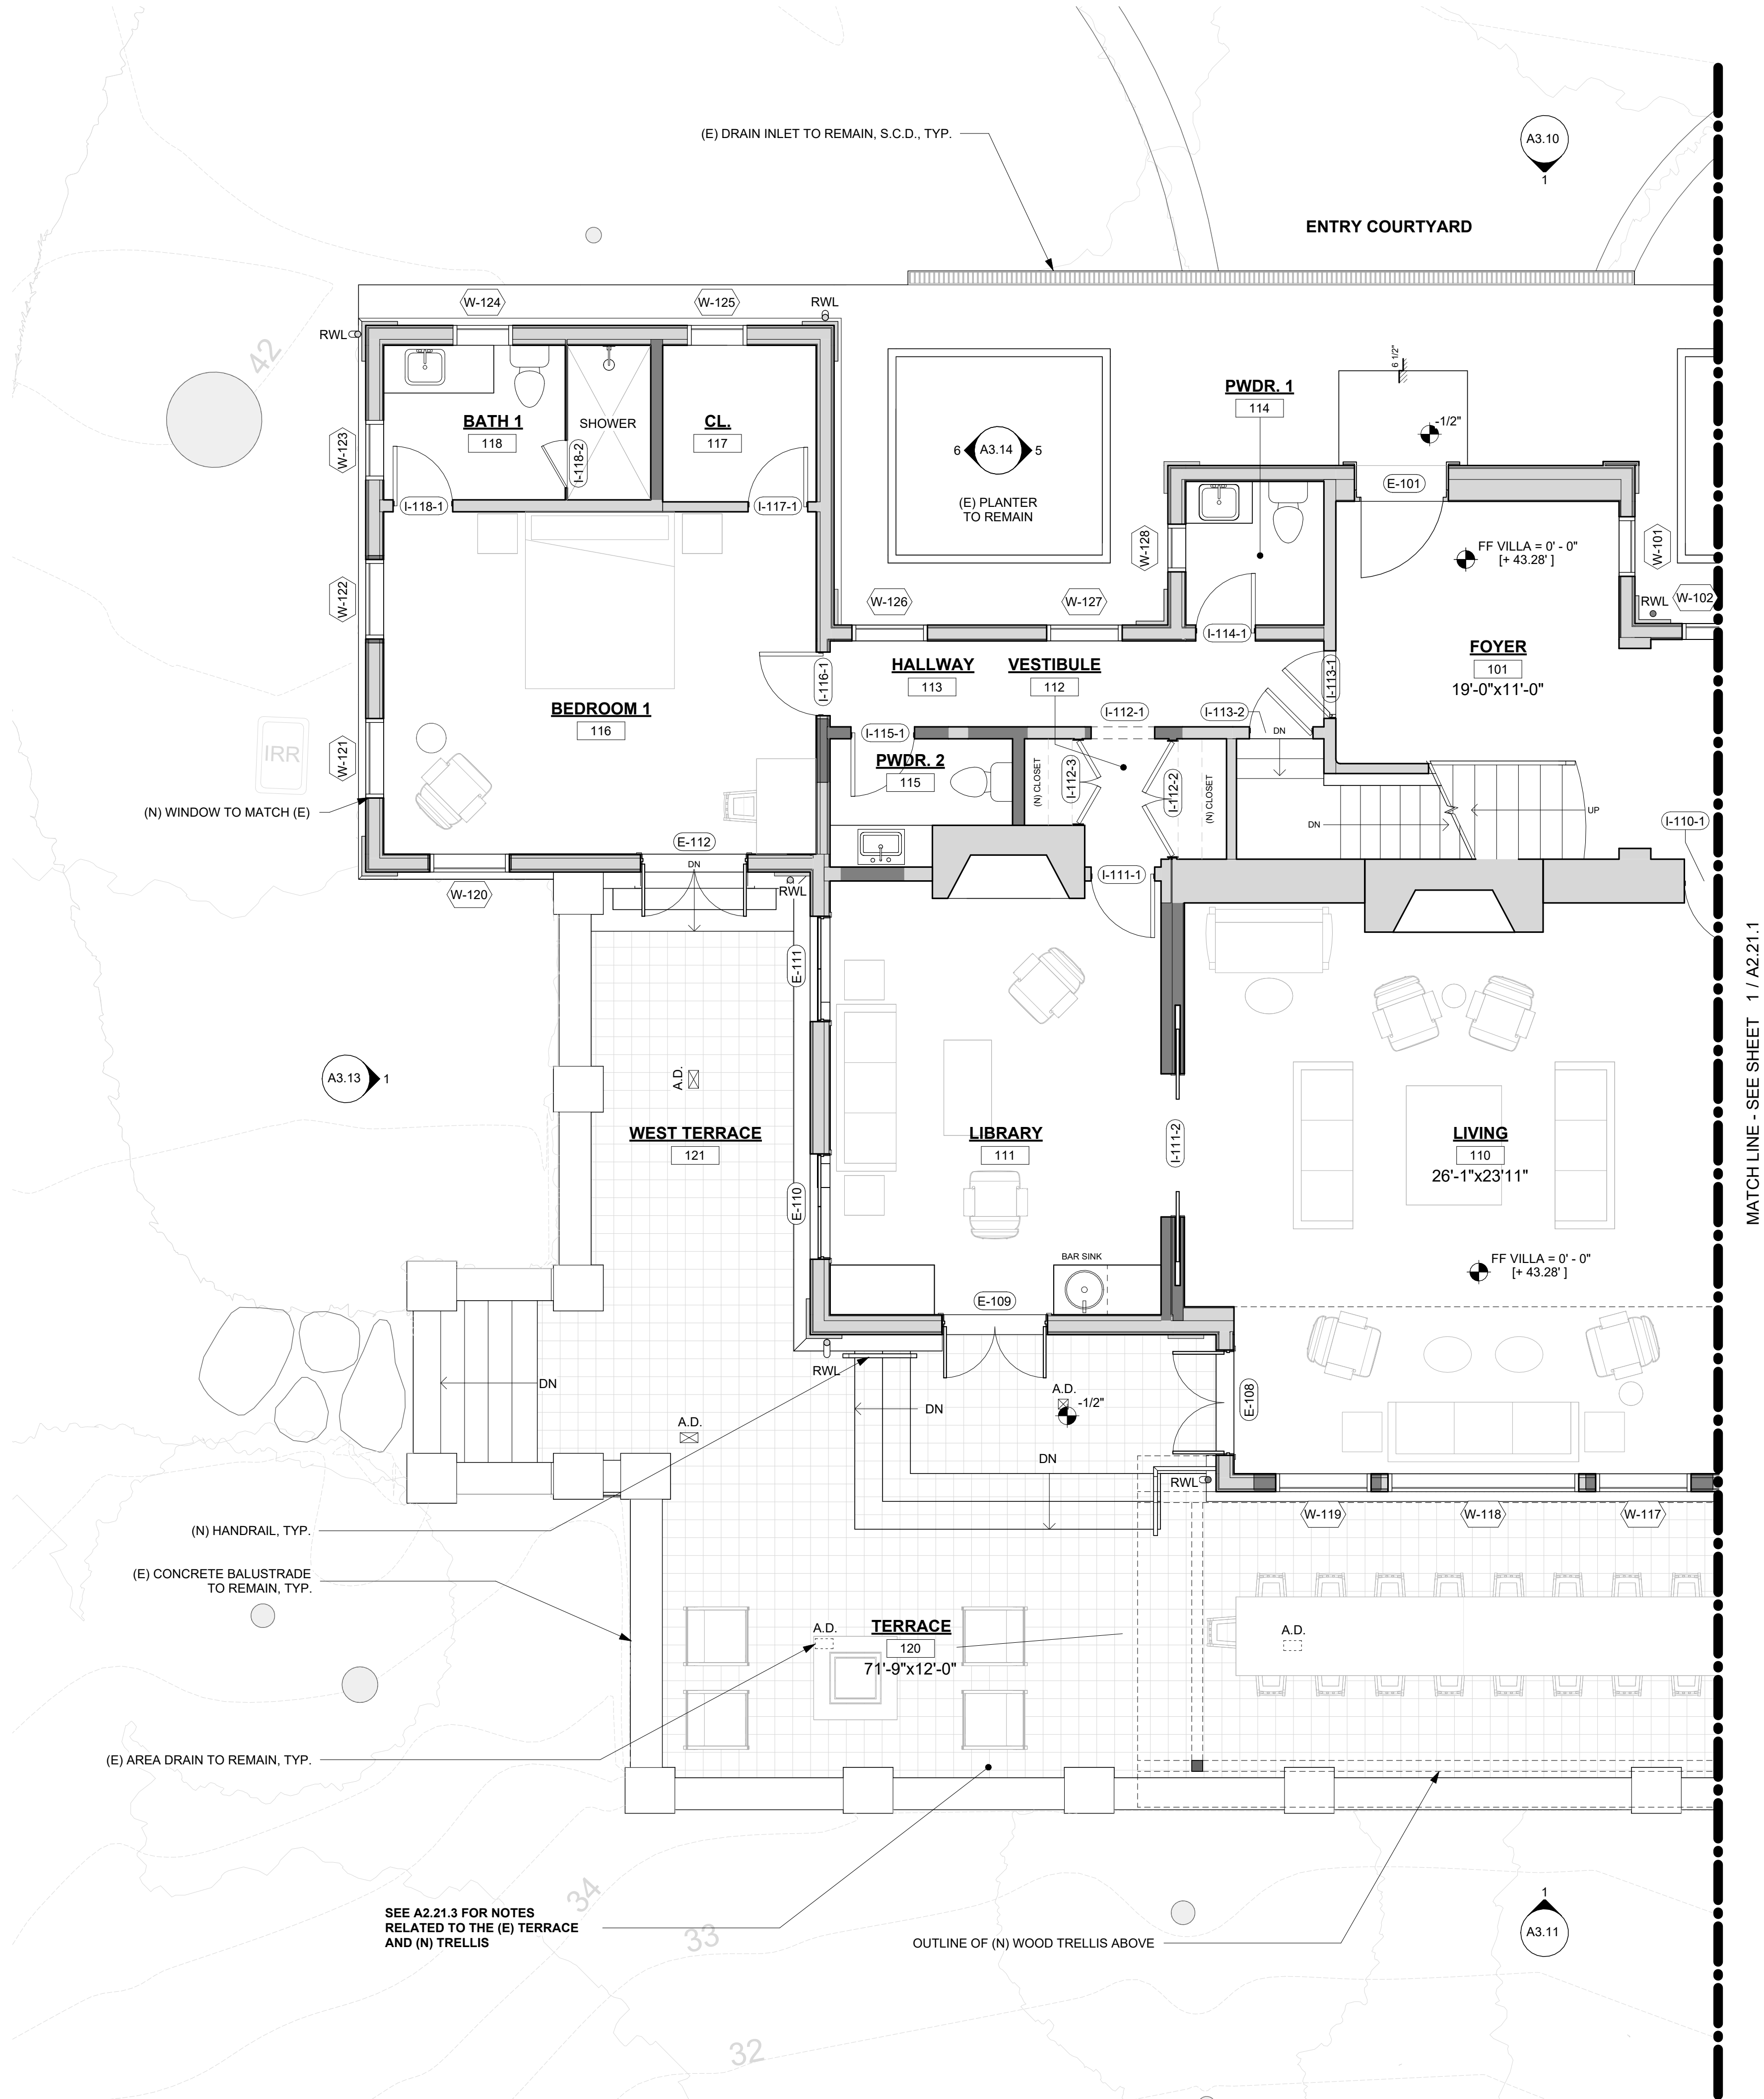 (E) DRAIN INLET TO REMAIN, S.C.D., TYP.
A3.10
1
ENTRY COURTYARD
W-124
W-125
RWL
RWL
42
6 1/2"
PWDR. 1
114
-1/2"
BATH 1
118
SHOWER
CL.
117
W-123
I-118-2
6
A3.14
5
(E) PLANTER
TO REMAIN
E-101
I-118-1
I-117-1
W-128
W-101
FF VILLA = 0' - 0"
[+ 43.28' ]
W-122
W-126
W-127
RWL
W-102
I-114-1
HALLWAY
113
VESTIBULE
112
FOYER
101
19'-0"x11'-0"
I-116-1
I-113-1
BEDROOM 1
116
I-112-1
I-113-2
DN
I-115-1
IRR
W-121
PWDR. 2
115
(N) CLOSET
I-112-3
I-112-2
(N) CLOSET
(N) WINDOW TO MATCH (E)
DN
UP
I-110-1
E-112
DN
I-111-1
W-120
RWL
E-111
MATCH LINE - SEE SHEET 1 / A2.21.1
A3.13
1
A.D.
WEST TERRACE
121
LIBRARY
111
I-111-2
LIVING
110
26'-1"x23'11"
E-110
BAR SINK
FF VILLA = 0' - 0"
[+ 43.28' ]
E-109
RWL
DN
DN
A.D.
-1/2"
E-108
A.D.
DN
RWL
W-119
W-118
W-117
(N) HANDRAIL, TYP.
(E) CONCRETE BALUSTRADE
TO REMAIN, TYP.
A.D.
TERRACE
120
71'-9"x12'-0"
A.D.
(E) AREA DRAIN TO REMAIN, TYP.
34
SEE A2.21.3 FOR NOTES
RELATED TO THE (E) TERRACE
AND (N) TRELLIS
33
OUTLINE OF (N) WOOD TRELLIS ABOVE
1
A3.11
32